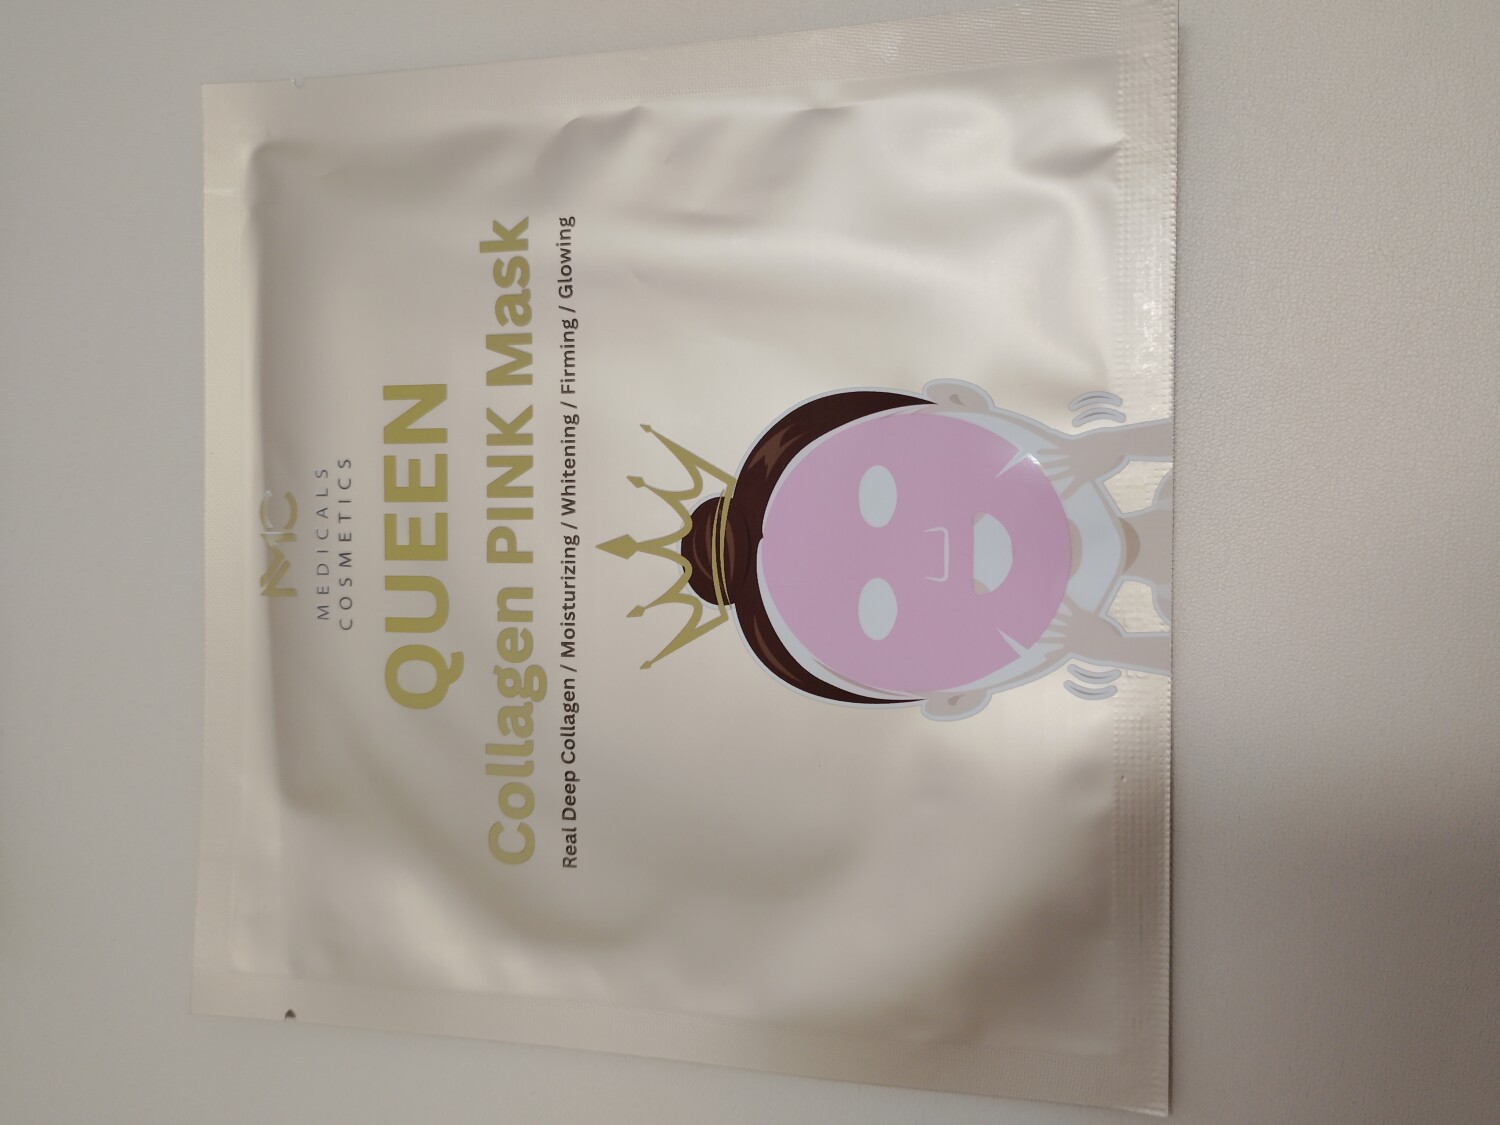 MC
MEDICALS
COSMETICS
QUEEN
Collagen PINK Mask
Real Deep Collagen / Moisturizing / Whitening / Firming / Glowing